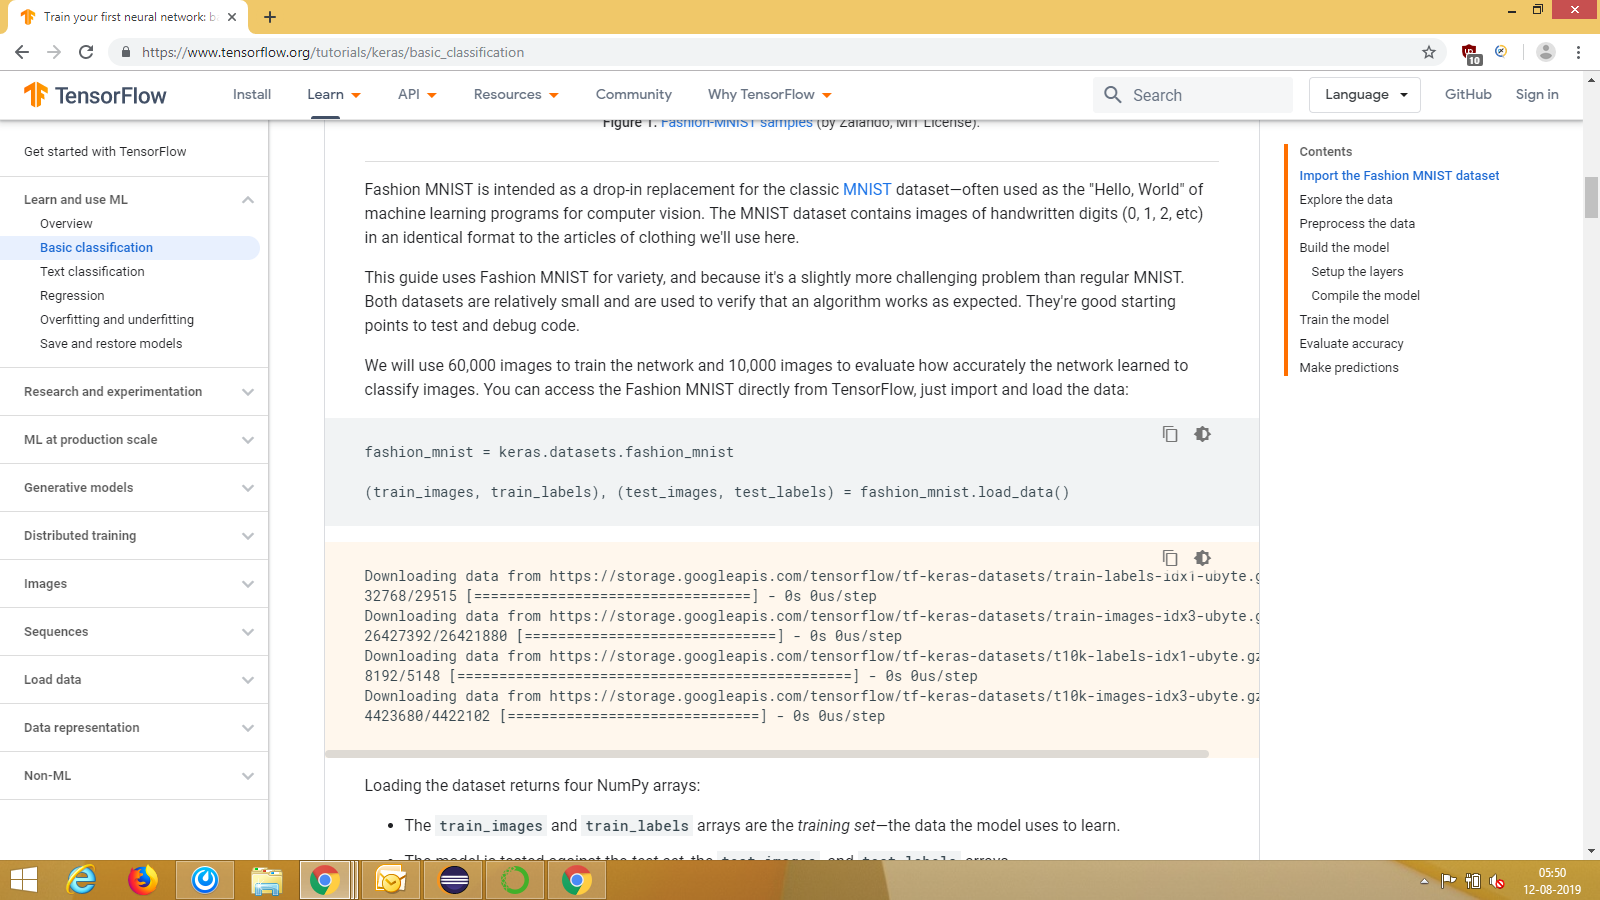 Train your first neural network: b
https://www.tensorflow.org/tutorials/keras/basic_classification
10
TensorFlow
Install
Learn
API
Resources
Community
Why TensorFlow
Search
Language
GitHub
Sign in
Get started with TensorFlow
Learn and use ML
Overview
Basic classification
Text classification
Regression
Overfitting and underfitting
Save and restore models
Research and experimentation
ML at production scale
Generative models
Distributed training
Images
Sequences
Load data
Data representation
Non-ML
Figure 1. Fashion-MNIST samples (by Zalando, MIT License).
Fashion MNIST is intended as a drop-in replacement for the classic MNIST dataset—often used as the "Hello, World" of
machine learning programs for computer vision. The MNIST dataset contains images of handwritten digits (0, 1, 2, etc)
in an identical format to the articles of clothing we'll use here.
This guide uses Fashion MNIST for variety, and because it's a slightly more challenging problem than regular MNIST.
Both datasets are relatively small and are used to verify that an algorithm works as expected. They're good starting
points to test and debug code.
We will use 60,000 images to train the network and 10,000 images to evaluate how accurately the network learned to
classify images. You can access the Fashion MNIST directly from TensorFlow, just import and load the data:
fashion_mnist = keras.datasets.fashion_mnist
(train_images, train_labels), (test_images, test_labels) = fashion_mnist.load_data()
Downloading data from https://storage.googleapis.com/tensorflow/tf-keras-datasets/train-labels-idx1-ubyte.g
32768/29515 [=================================] - 0s 0us/step
Downloading data from https://storage.googleapis.com/tensorflow/tf-keras-datasets/train-images-idx3-ubyte.g
26427392/26421880 [==============================] - 0s 0us/step
Downloading data from https://storage.googleapis.com/tensorflow/tf-keras-datasets/t10k-labels-idx1-ubyte.gz
8192/5148 [===============================================] - 0s 0us/step
Downloading data from https://storage.googleapis.com/tensorflow/tf-keras-datasets/t10k-images-idx3-ubyte.gz
4423680/4422102 [==============================] - 0s 0us/step
Loading the dataset returns four NumPy arrays:
• The train_images and train_labels arrays are the training set—the data the model uses to learn.
• The model is tested against the test set, the test_images, and test_labels arrays.
Contents
Import the Fashion MNIST dataset
Explore the data
Preprocess the data
Build the model
Setup the layers
Compile the model
Train the model
Evaluate accuracy
Make predictions
05:50
12-08-2019